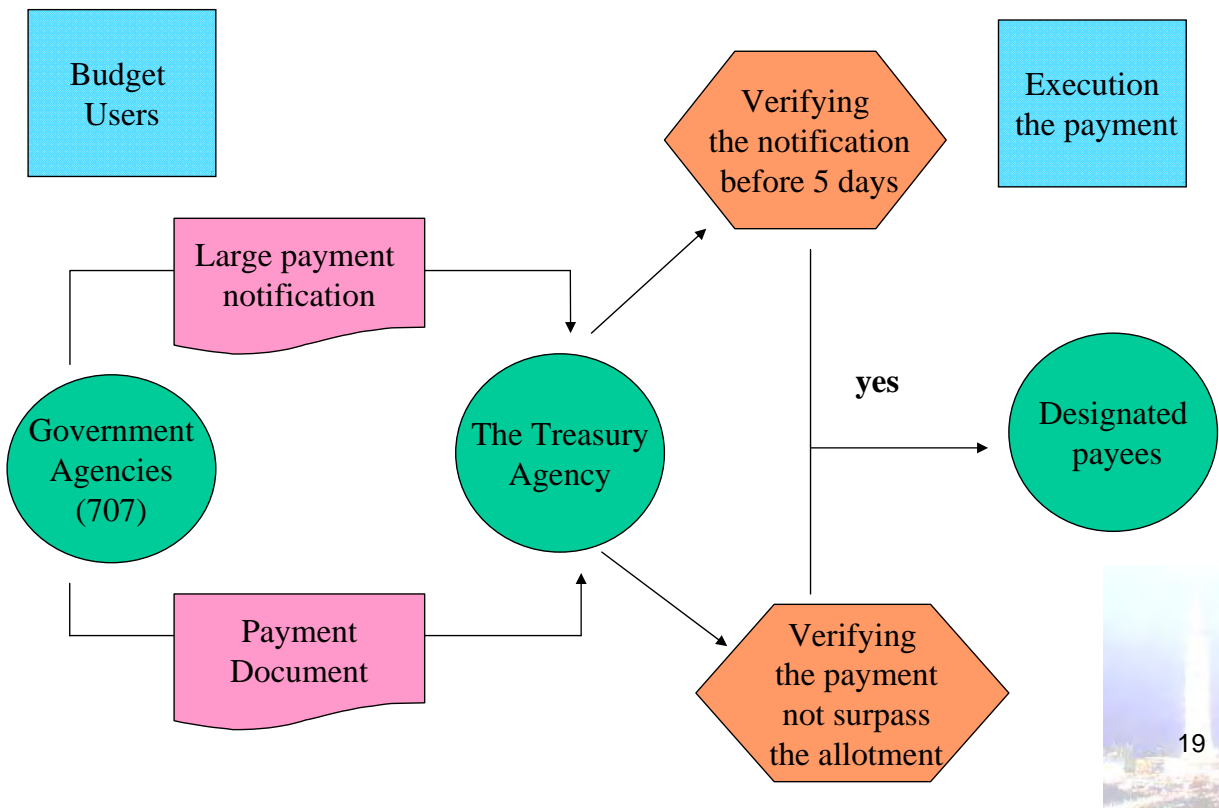 Budget
Users
Execution
the payment
Verifying
the notification
before 5 days
Large payment
notification
yes
Government
Agencies
(707)
The Treasury
Agency
Designated
payees
Payment
Document
Verifying
the payment
not surpass
the allotment
19